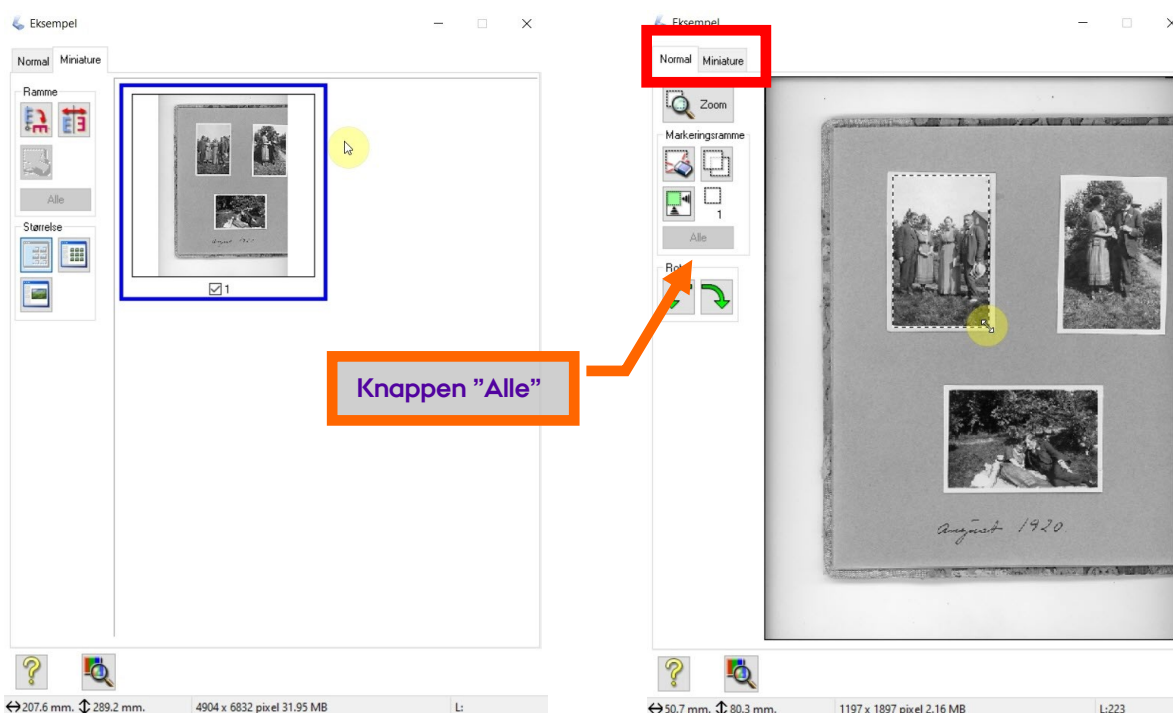 Eksempel
Normal Miniature
Ramme
Alle
Størrelse
1
207.6 mm. 289.2 mm. 4904 x 6832 pixel 31.95 MB L:
Knappen ”Alle”
Eksempel
Normal Miniature
Zoom
Markeringsramme
1
Alle
August 1920
50.7 mm. 80.3 mm. 1197 x 1897 pixel 2.16 MB L:223